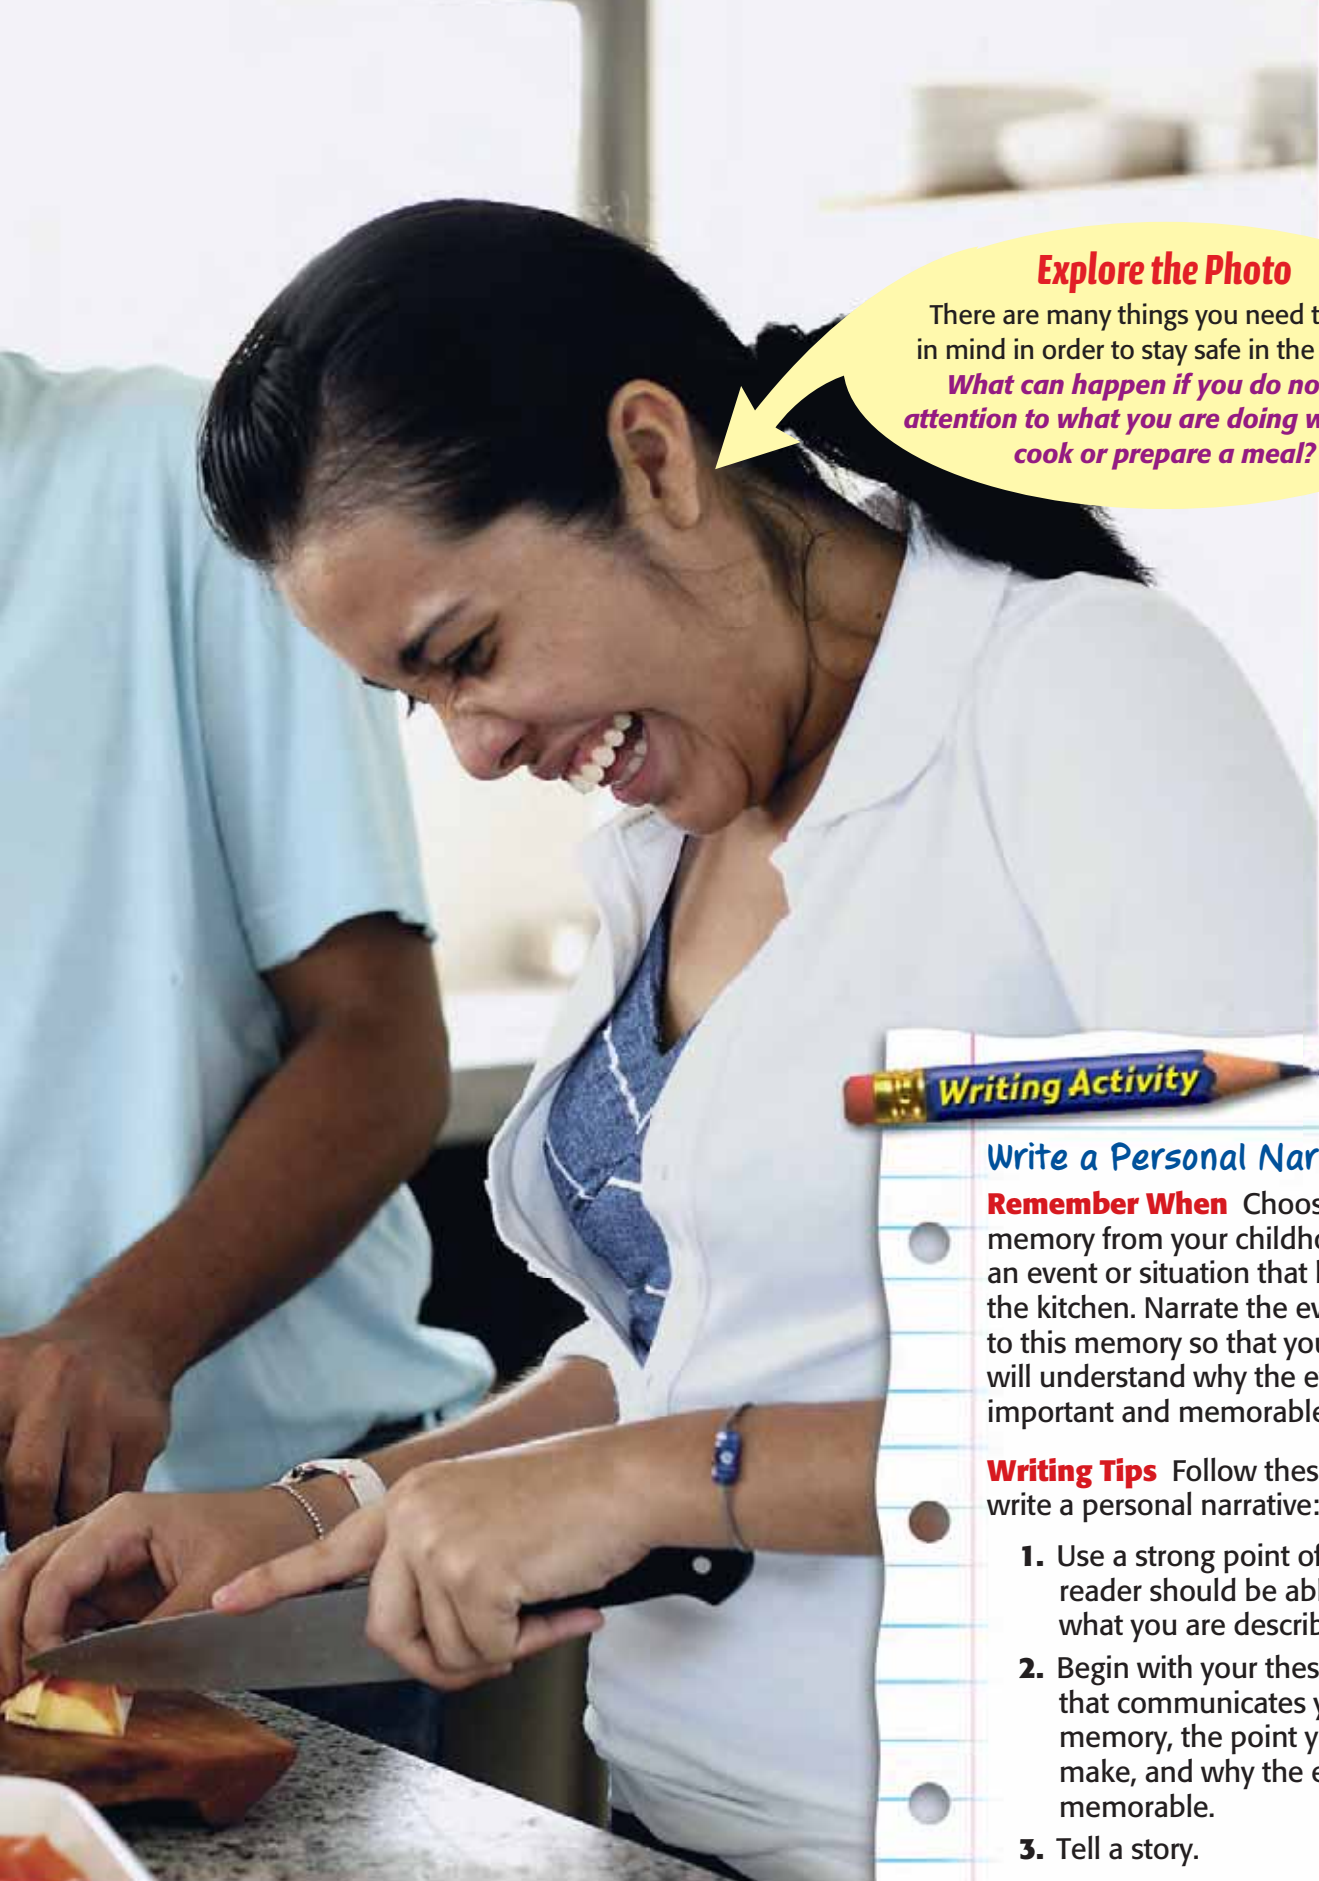 Explore the Photo
There are many things you need t
in mind in order to stay safe in the
What can happen if you do no
attention to what you are doing w
cook or prepare a meal?
Writing Activity
Write a Personal Nar
Remember When Choos
memory from your childho
an event or situation that
the kitchen. Narrate the ev
to this memory so that you
will understand why the e
important and memorable
Writing Tips Follow thes
write a personal narrative:
1. Use a strong point of
reader should be abl
what you are describ
2. Begin with your thes
that communicates y
memory, the point y
make, and why the e
memorable.
3. Tell a story.